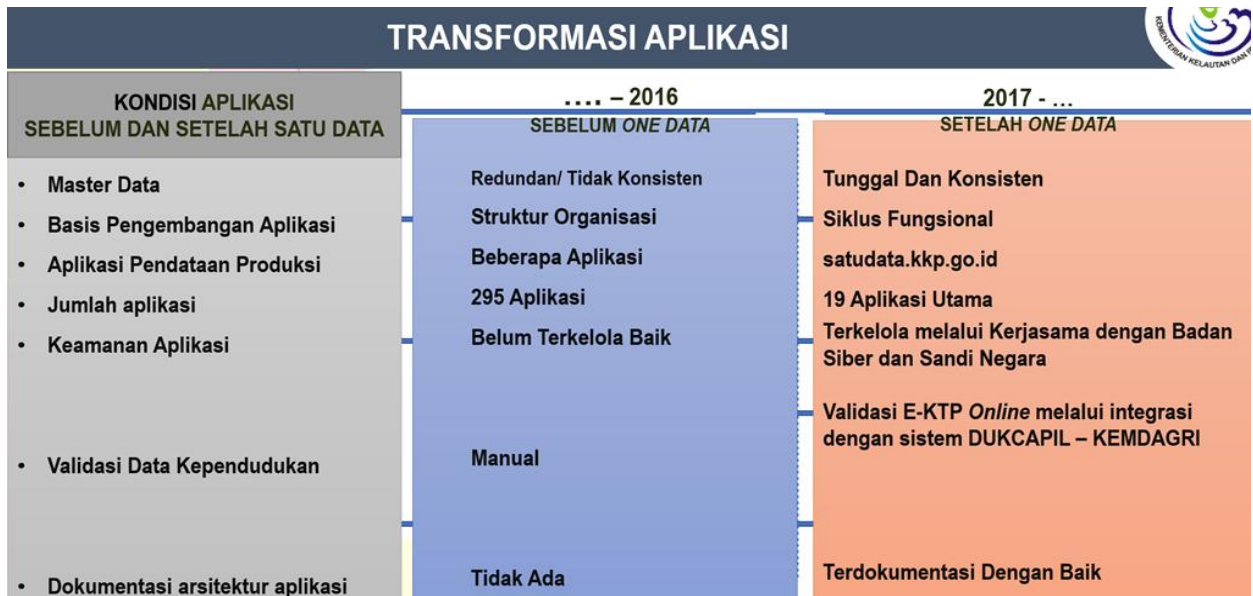 TRANSFORMASI APLIKASI
KEMENTERIAN KELAUTAN DAN
KONDISI APLIKASI
SEBELUM DAN SETELAH SATU DATA
.... – 2016
SEBELUM ONE DATA
2017 - ...
SETELAH ONE DATA
• Master Data
Redundan/ Tidak Konsisten
Tunggal Dan Konsisten
• Basis Pengembangan Aplikasi
Struktur Organisasi
Siklus Fungsional
• Aplikasi Pendataan Produksi
Beberapa Aplikasi
satudata.kkp.go.id
• Jumlah aplikasi
295 Aplikasi
19 Aplikasi Utama
• Keamanan Aplikasi
Belum Terkelola Baik
Terkelola melalui Kerjasama dengan Badan
Siber dan Sandi Negara
• Validasi Data Kependudukan
Manual
Validasi E-KTP Online melalui integrasi
dengan sistem DUKCAPIL – KEMDAGRI
• Dokumentasi arsitektur aplikasi
Tidak Ada
Terdokumentasi Dengan Baik